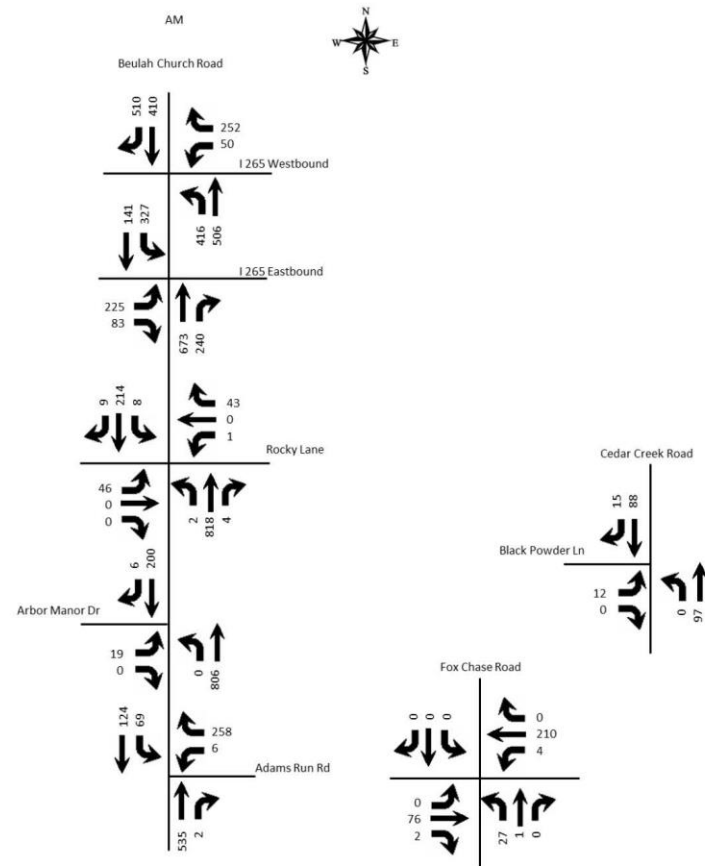 AM
N
W E
S
Beulah Church Road
510 410
252
50
I 265 Westbound
416 506
141 327
I 265 Eastbound
225
83
673 240
9 214 8
43
0
1
Rocky Lane
46
0
0
2 818 4
6 200
Arbor Manor Dr
19
0
0 806
124 69
258
6
Adams Run Rd
535 2
Cedar Creek Road
15 88
Black Powder Ln
12
0
0 97
Fox Chase Road
0 0 0
0
210
4
0
76
2
27 1 0